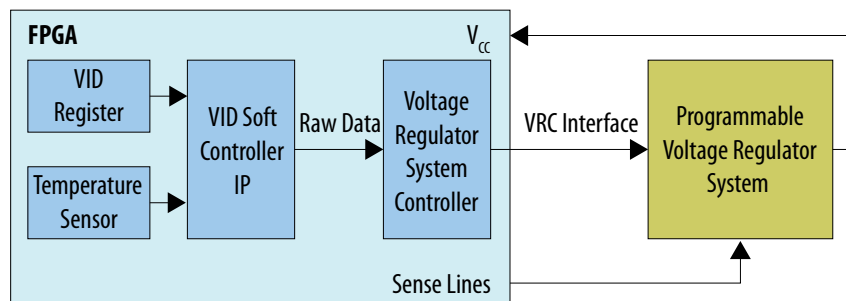 FPGA
V_CC
VID
Register
Temperature
Sensor
VID Soft
Controller
IP
Raw Data
Voltage
Regulator
System
Controller
VRC Interface
Programmable
Voltage Regulator
System
Sense Lines